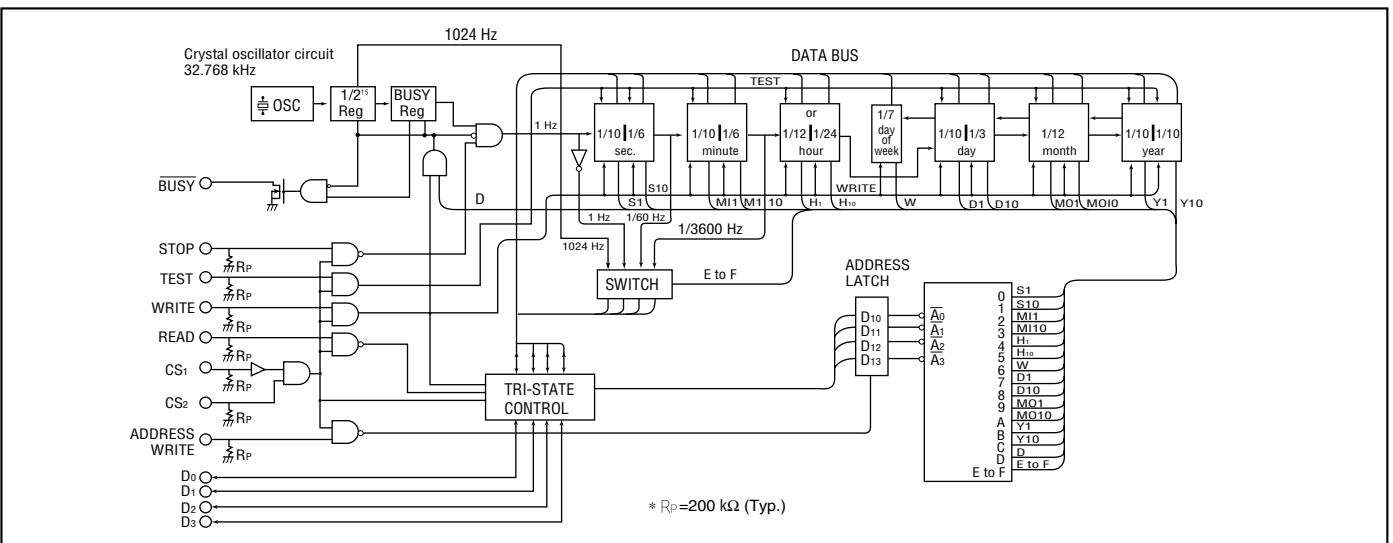 1024 Hz
Crystal oscillator circuit
32.768 kHz
DATA BUS
TEST
OSC
1/2¹⁵
Reg
BUSY
Reg
1 Hz
1/10 1/6
sec.
1/10 1/6
minute
or
1/12 1/24
hour
1/7
day
of
week
1/10 1/3
day
1/12
month
1/10 1/10
year
BUSY
D
WRITE
S1
S10
MI1
M1 10
H1
H10
W
D1
D10
MO1
MOI0
Y1
Y10
1 Hz
1/60 Hz
1/3600 Hz
1024 Hz
SWITCH
E to F
STOP
RP
TEST
RP
WRITE
RP
READ
RP
CS1
RP
CS2
RP
ADDRESS
WRITE
RP
D0
D1
D2
D3
TRI-STATE
CONTROL
ADDRESS
LATCH
D10
D11
D12
D13
A0
A1
A2
A3
0 S1
1 S10
2 MI1
3 MI10
4 H1
5 H10
6 W
7 D1
8 D10
9 MO1
A MO10
B Y1
C Y10
D D
E to F E to F
* RP=200 kΩ (Typ.)